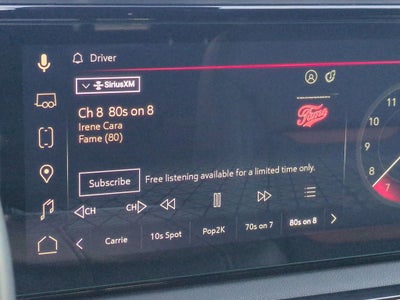 Driver
SiriusXM
Ch 8 80s on 8
Irene Cara
Fame (80)
Fame
Subscribe
Free listening available for a limited time only.
CH
CH
Carrie
10s Spot
Pop2K
70s on 7
80s on 8
11
10
9
8
7